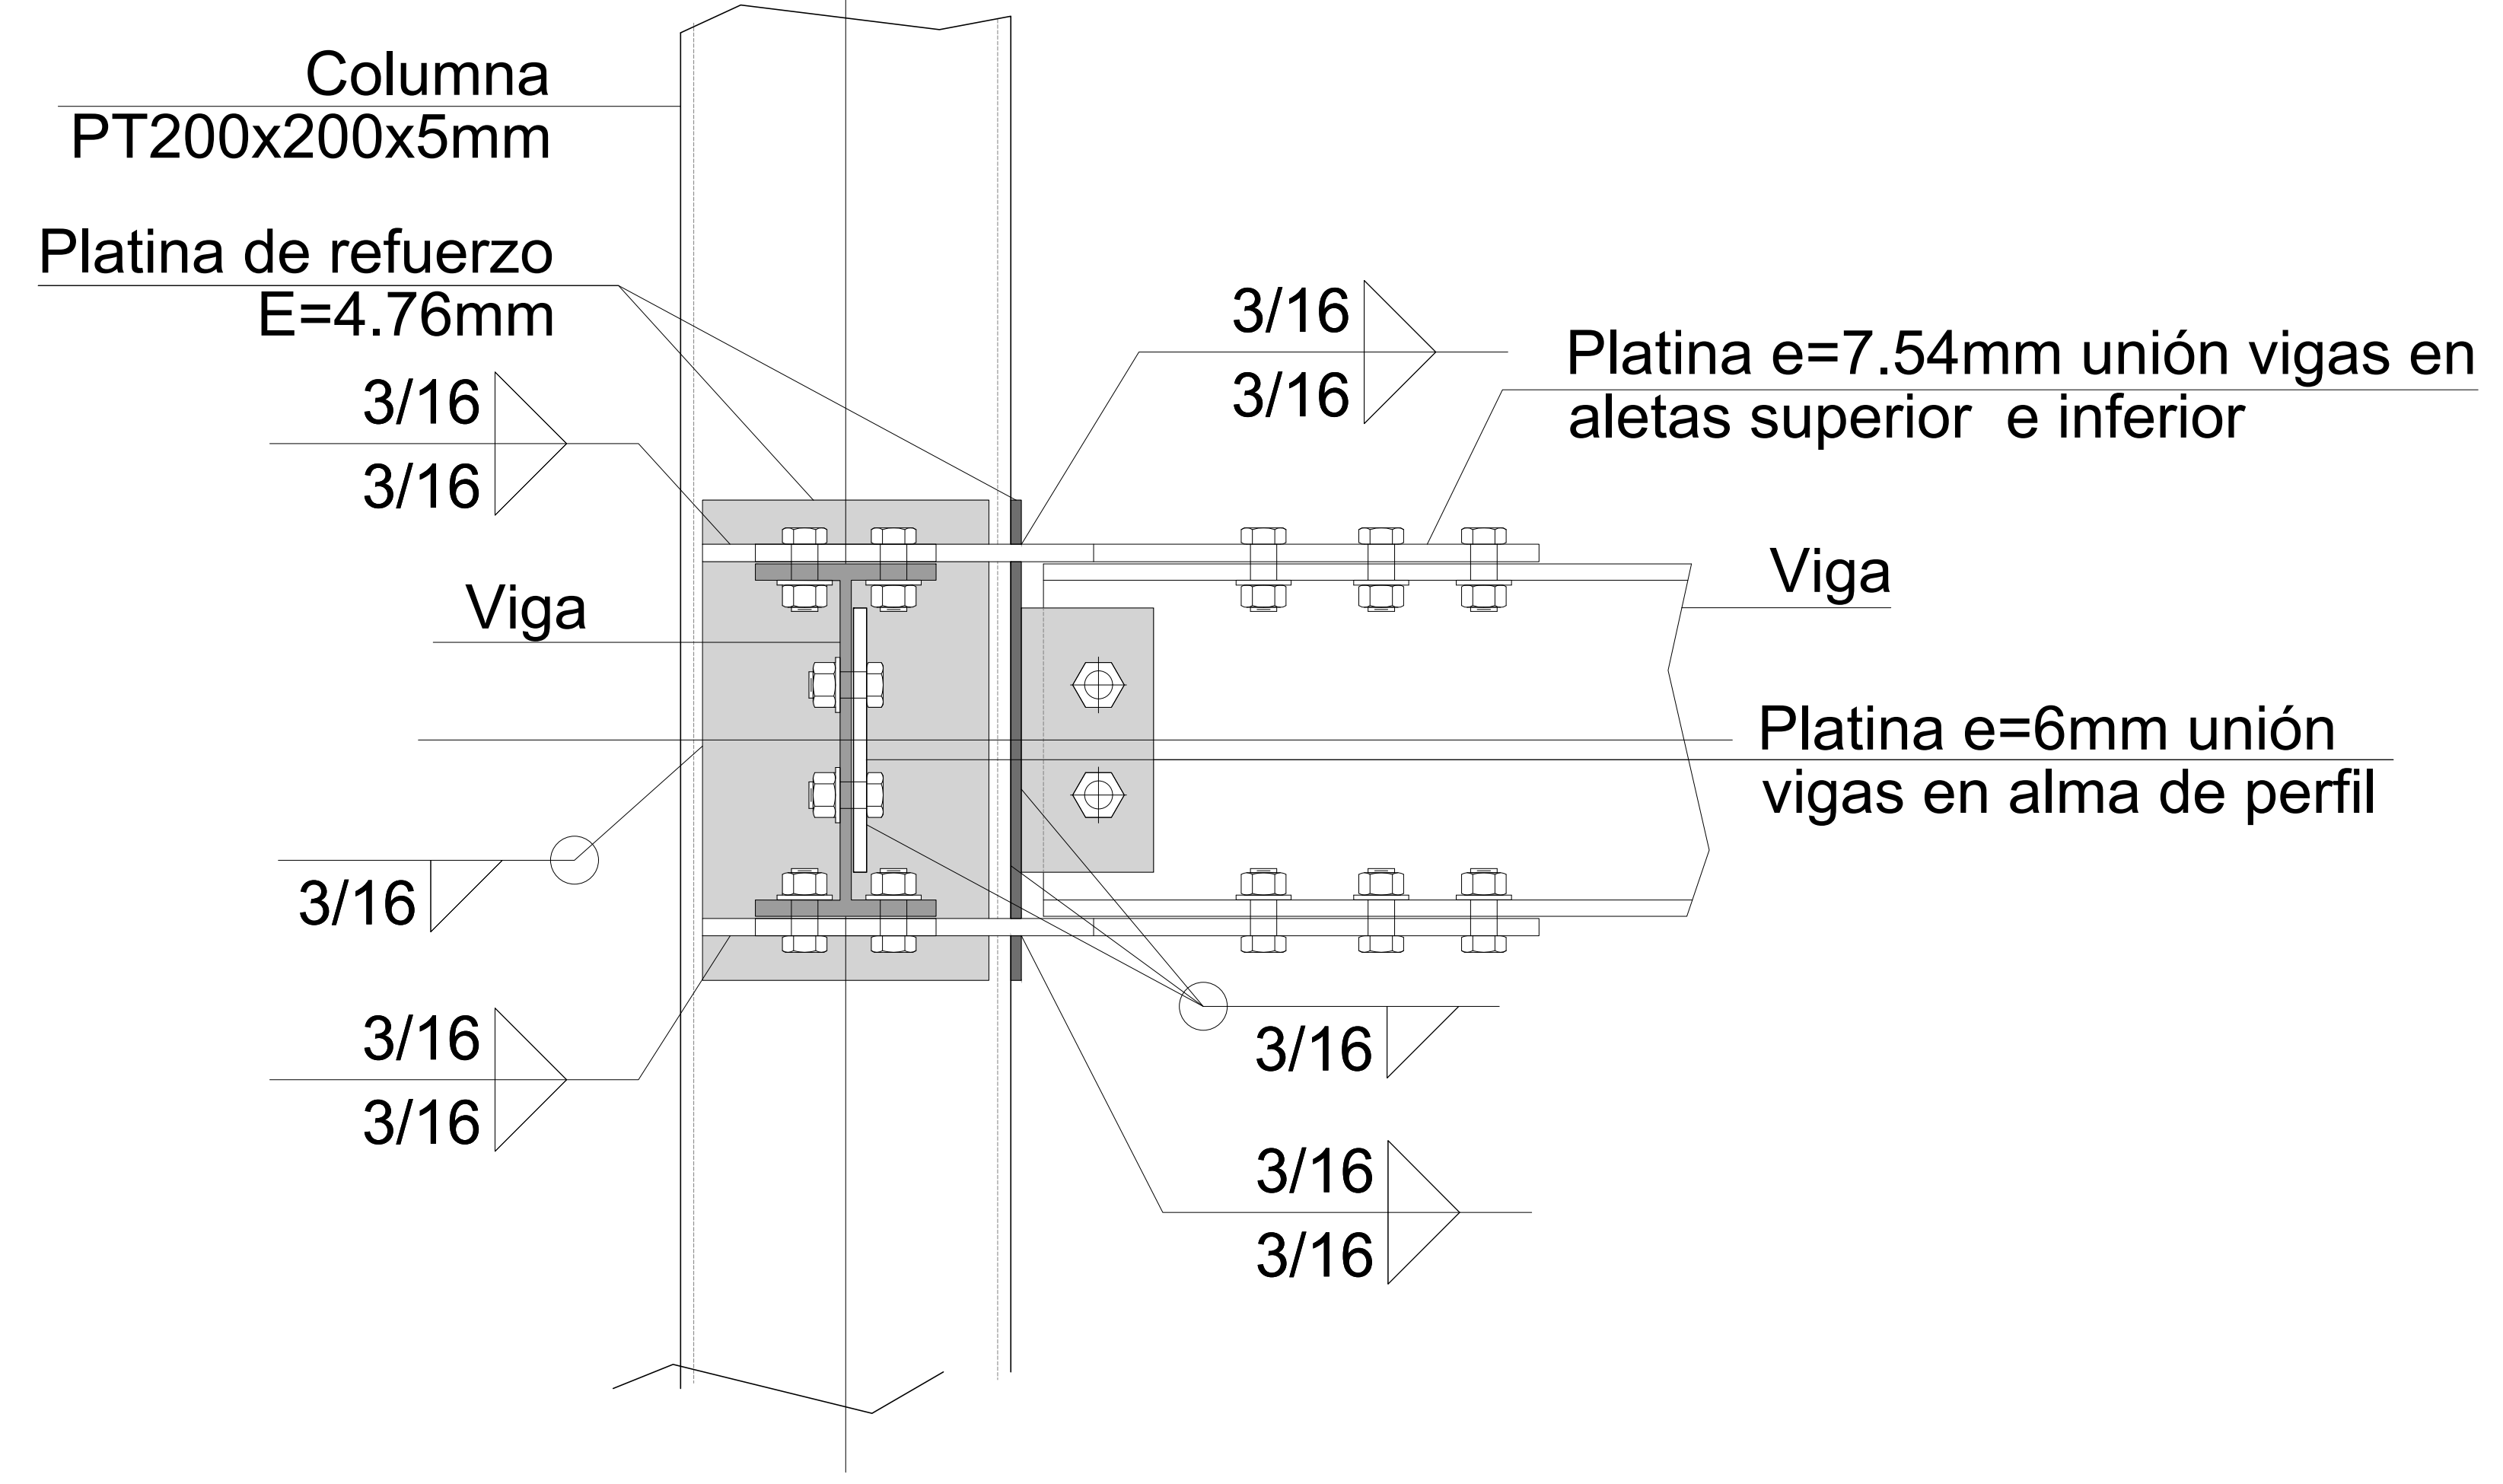 Columna
PT200x200x5mm
Platina de refuerzo
E=4.76mm
3/16
3/16
3/16
3/16
Platina e=7.54mm unión vigas en
aletas superior e inferior
Viga
Viga
Platina e=6mm unión
vigas en alma de perfil
3/16
3/16
3/16
3/16
3/16
3/16